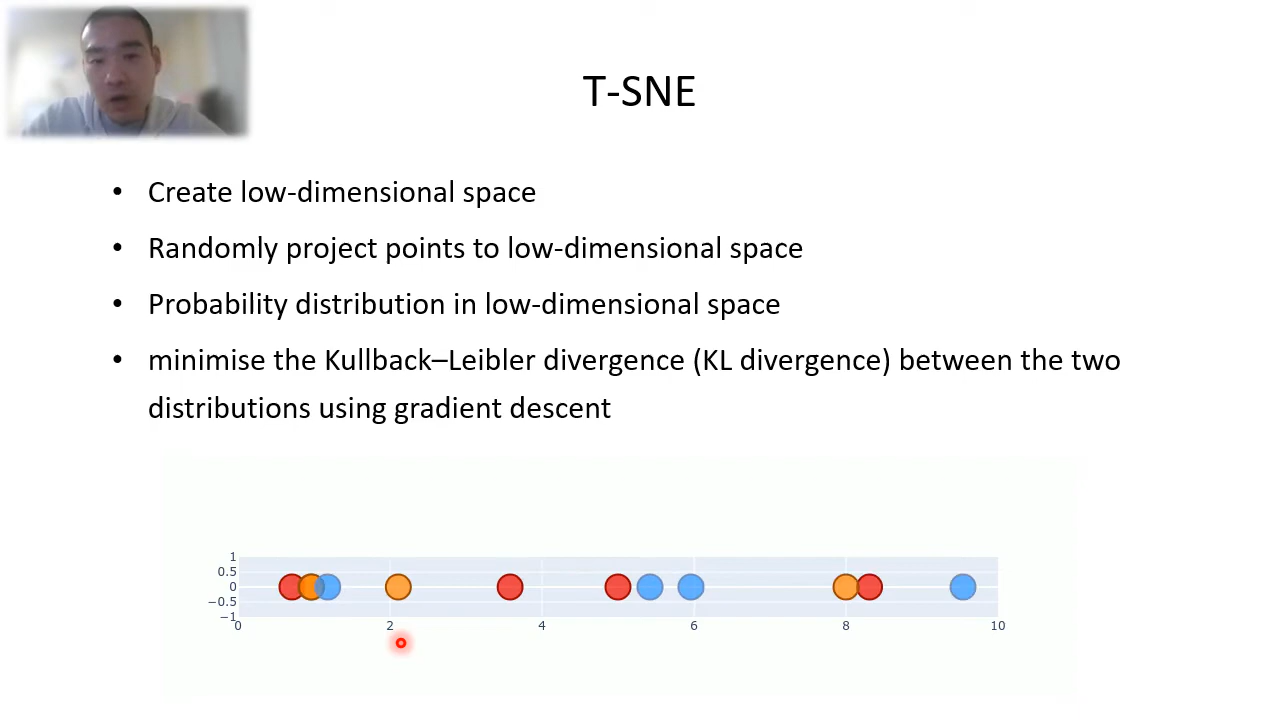 T-SNE
• Create low-dimensional space
• Randomly project points to low-dimensional space
• Probability distribution in low-dimensional space
• minimise the Kullback–Leibler divergence (KL divergence) between the two
distributions using gradient descent
1
0.5
0
−0.5
−1
0 2 4 6 8 10